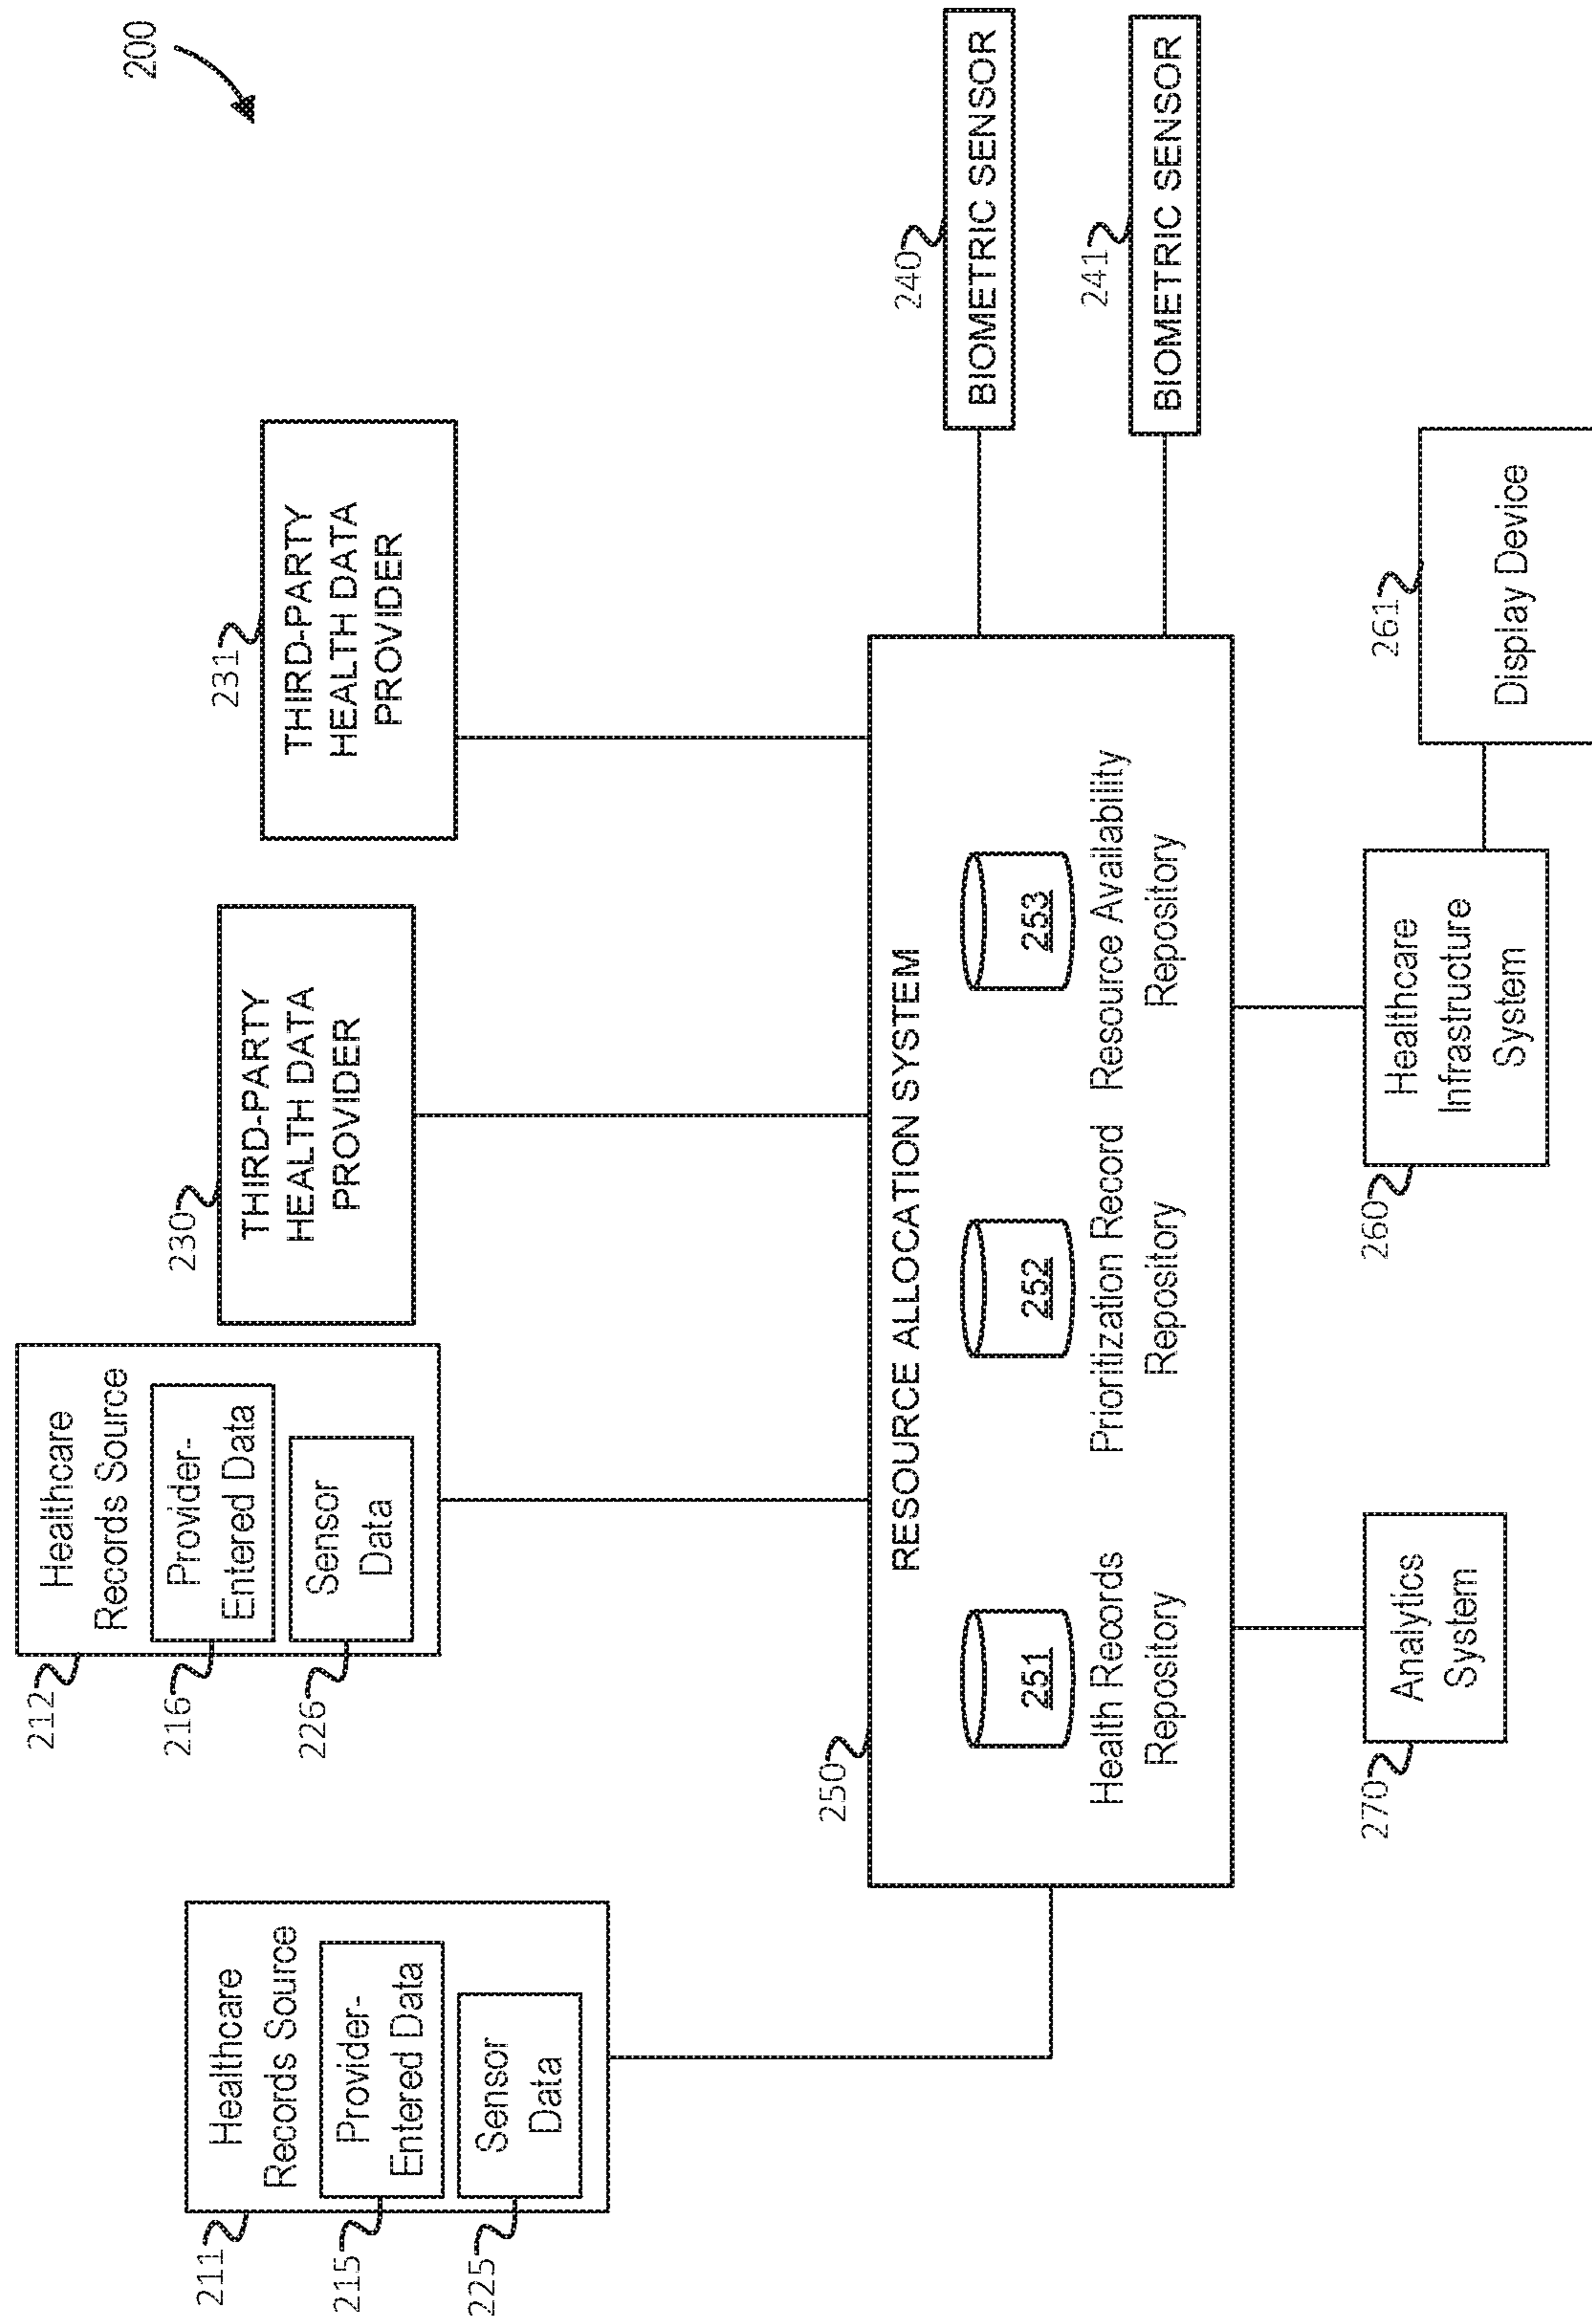 200
212
Healthcare
Records Source
216
Provider-
Entered Data
226
Sensor
Data
230
THIRD-PARTY
HEALTH DATA
PROVIDER
231
THIRD-PARTY
HEALTH DATA
PROVIDER
211
Healthcare
Records Source
215
Provider-
Entered Data
225
Sensor
Data
250
RESOURCE ALLOCATION SYSTEM
251
Health Records
Repository
252
Prioritization Record
Repository
253
Resource Availability
Repository
240
BIOMETRIC SENSOR
241
BIOMETRIC SENSOR
270
Analytics
System
260
Healthcare
Infrastructure
System
261
Display Device